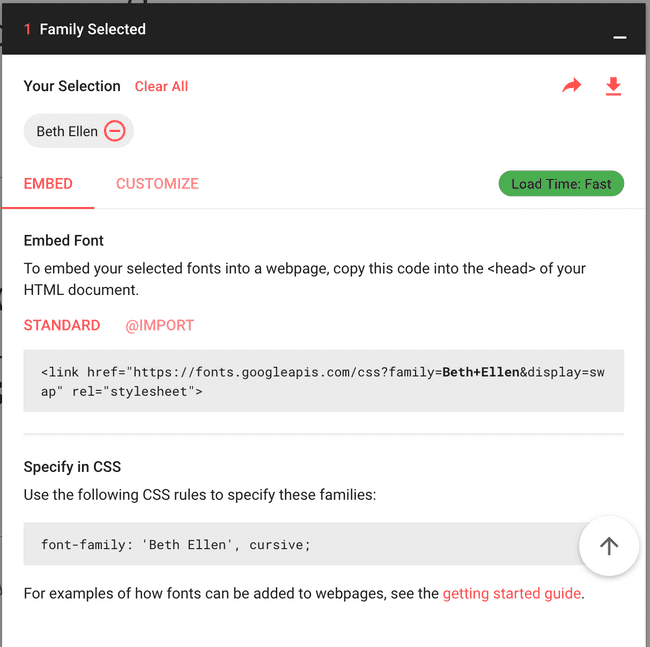 1 Family Selected
Your Selection Clear All
Beth Ellen
EMBED CUSTOMIZE Load Time: Fast
Embed Font
To embed your selected fonts into a webpage, copy this code into the <head> of your
HTML document.
STANDARD @IMPORT
<link href="https://fonts.googleapis.com/css?family=Beth+Ellen&display=sw
ap" rel="stylesheet">
Specify in CSS
Use the following CSS rules to specify these families:
font-family: 'Beth Ellen', cursive;
For examples of how fonts can be added to webpages, see the getting started guide.